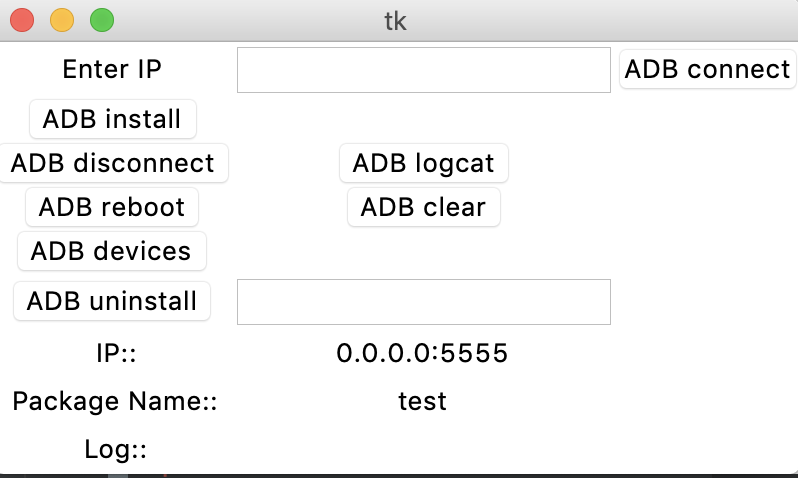 tk
Enter IP ADB connect
ADB install
ADB disconnect ADB logcat
ADB reboot ADB clear
ADB devices
ADB uninstall
IP:: 0.0.0.0:5555
Package Name:: test
Log::